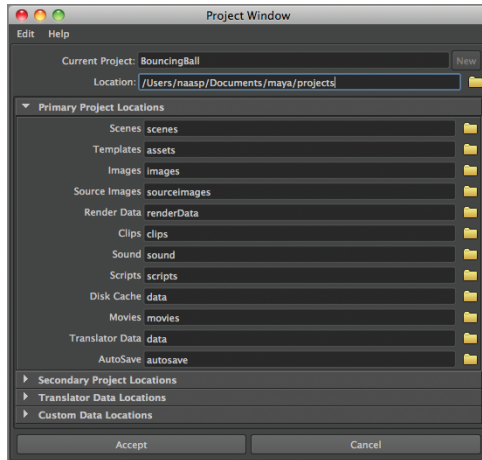 Project Window
Edit Help
Current Project: BouncingBall New
Location: /Users/naasp/Documents/maya/projects
Primary Project Locations
Scenes scenes
Templates assets
Images images
Source Images sourceimages
Render Data renderData
Clips clips
Sound sound
Scripts scripts
Disk Cache data
Movies movies
Translator Data data
AutoSave autosave
Secondary Project Locations
Translator Data Locations
Custom Data Locations
Accept Cancel